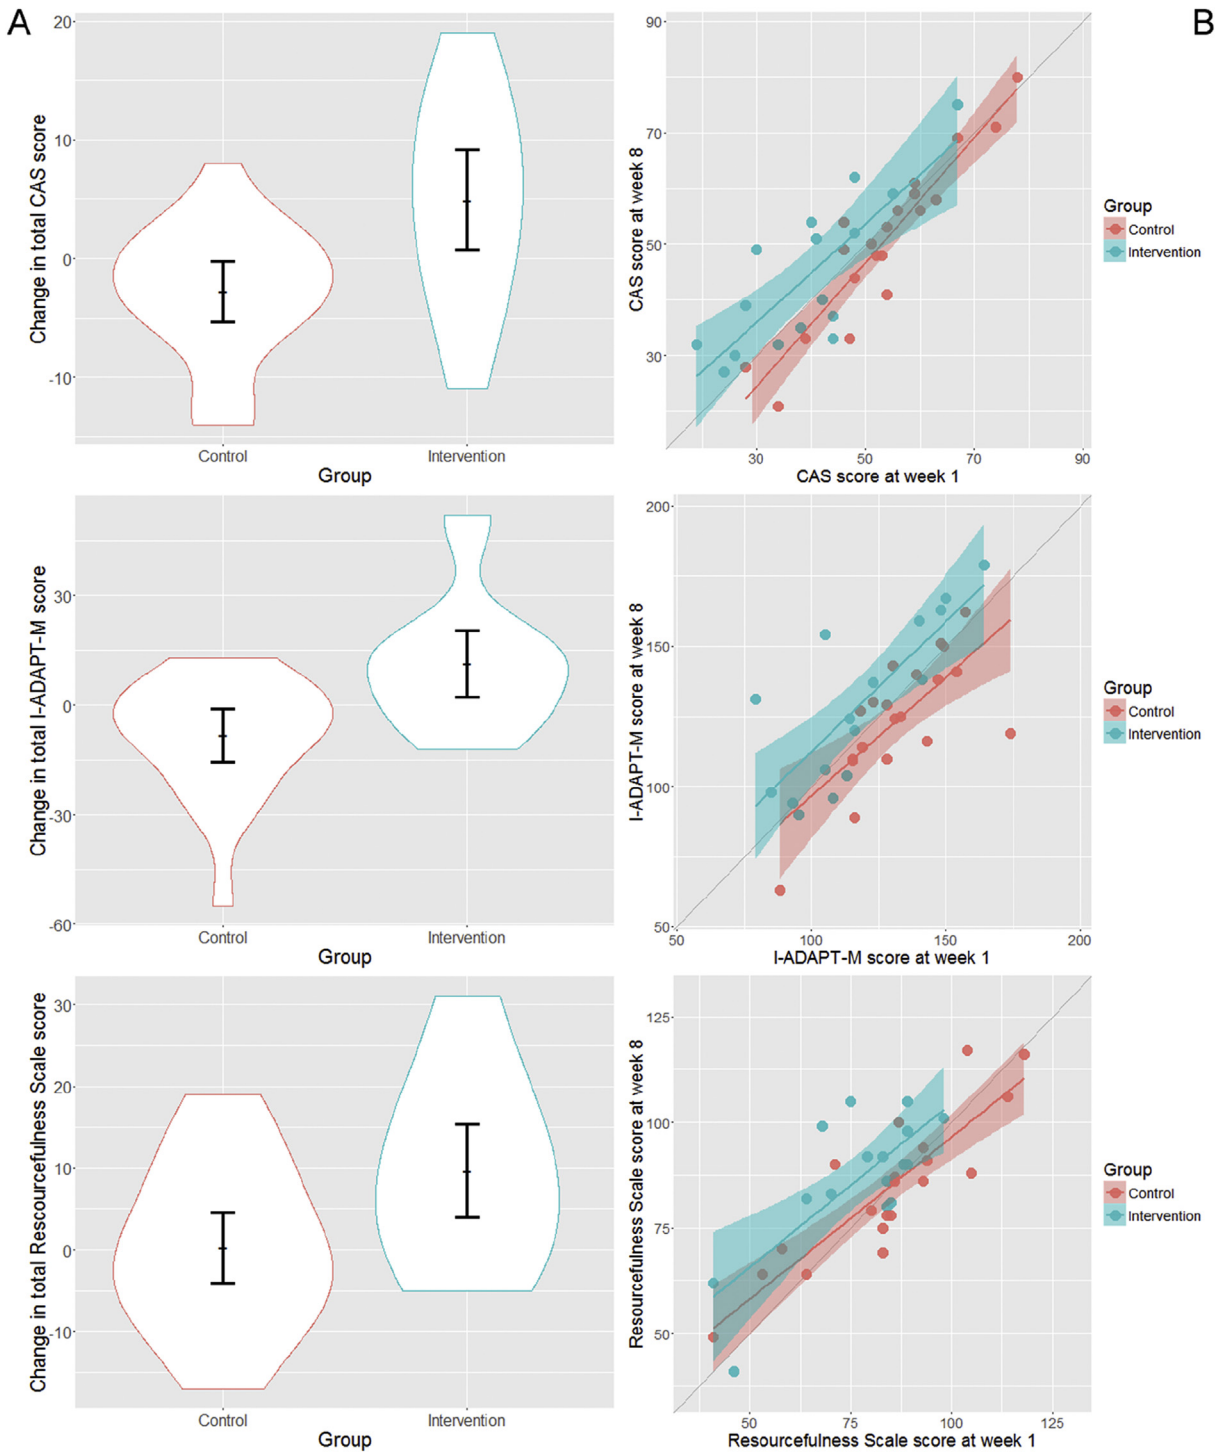 A
B
Change in total CAS score
20
10
0
-10
Control
Intervention
Group
CAS score at week 8
90
70
50
30
30
50
70
90
CAS score at week 1
Group
Control
Intervention
Change in total I-ADAPT-M score
30
0
-30
-60
Control
Intervention
Group
I-ADAPT-M score at week 8
200
150
100
50
50
100
150
200
I-ADAPT-M score at week 1
Group
Control
Intervention
Change in total Rescourcefulness Scale score
30
20
10
0
-10
Control
Intervention
Group
Resourcefulness Scale score at week 8
125
100
75
50
50
75
100
125
Resourcefulness Scale score at week 1
Group
Control
Intervention